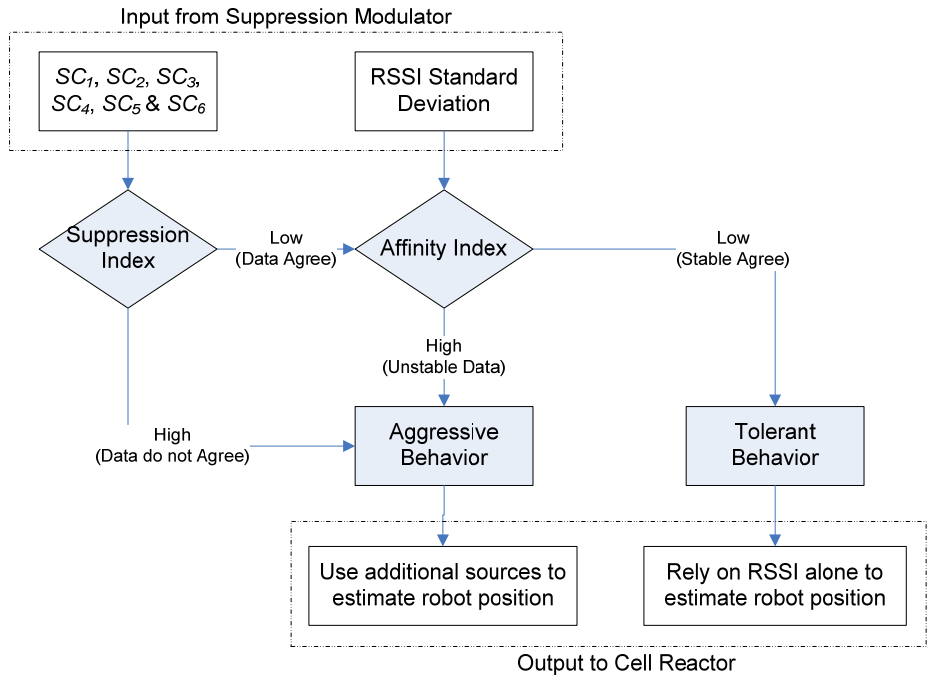 Input from Suppression Modulator
SC1, SC2, SC3,
SC4, SC5 & SC6
RSSI Standard
Deviation
Suppression
Index
Low
(Data Agree)
Affinity Index
Low
(Stable Agree)
High
(Unstable Data)
High
(Data do not Agree)
Aggressive
Behavior
Tolerant
Behavior
Use additional sources to
estimate robot position
Rely on RSSI alone to
estimate robot position
Output to Cell Reactor